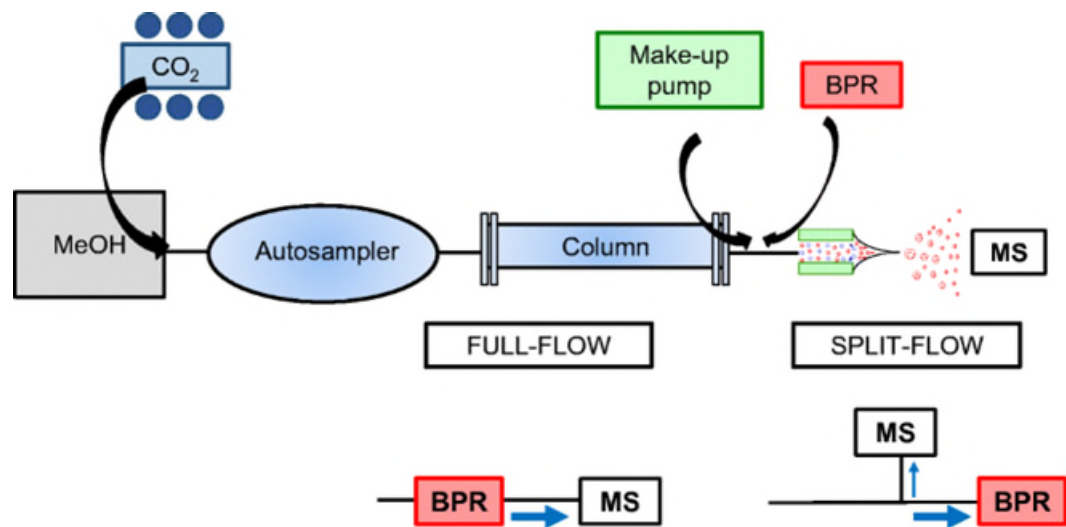 CO₂
Make-up
pump
BPR
MeOH
Autosampler
Column
MS
FULL-FLOW
SPLIT-FLOW
MS
BPR
MS
BPR